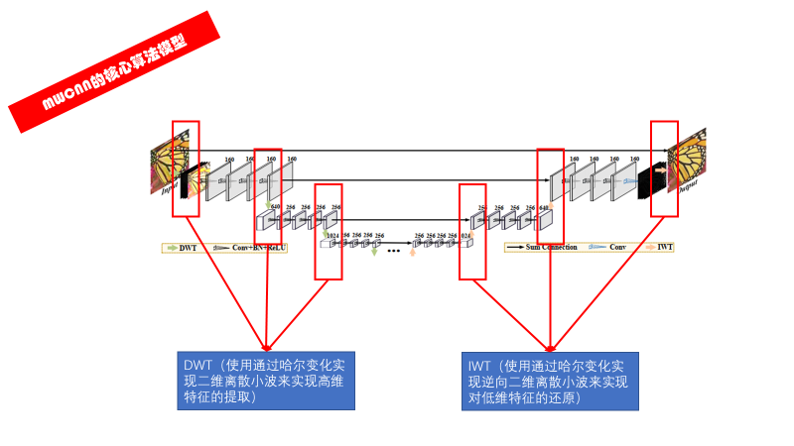 MWCNN的核心算法模型
Input
160 160 160 160
640 256 256 256 256
1024 256 256 256 256
DWT Conv+BN+ReLU
...
160 160 160 160
Output
256 256 256 256 640
256 256 256 256 1024
Sum Connection Conv IWT
DWT（使用通过哈尔变化实
现二维离散小波来实现高维
特征的提取）
IWT（使用通过哈尔变化实
现逆向二维离散小波来实现
对低维特征的还原）